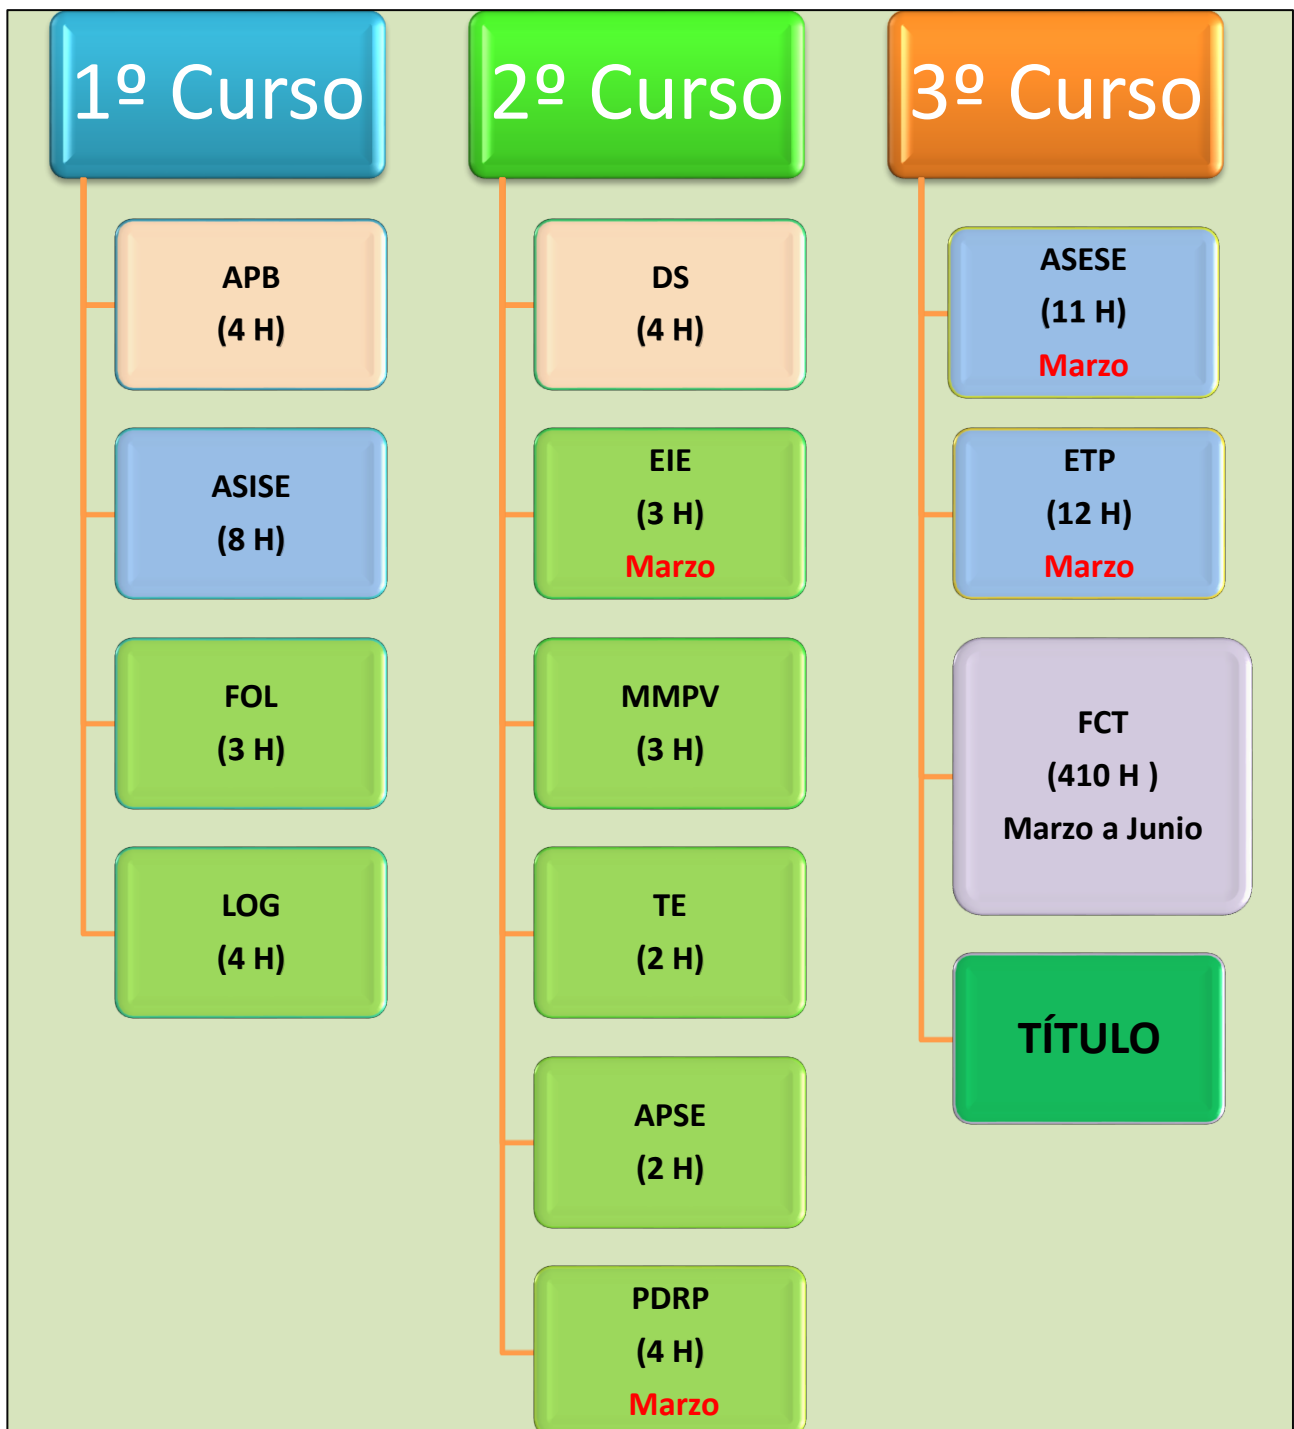 1º Curso
APB
(4 H)
ASISE
(8 H)
FOL
(3 H)
LOG
(4 H)
2º Curso
DS
(4 H)
EIE
(3 H)
Marzo
MMPV
(3 H)
TE
(2 H)
APSE
(2 H)
PDRP
(4 H)
Marzo
3º Curso
ASESE
(11 H)
Marzo
ETP
(12 H)
Marzo
FCT
(410 H )
Marzo a Junio
TÍTULO